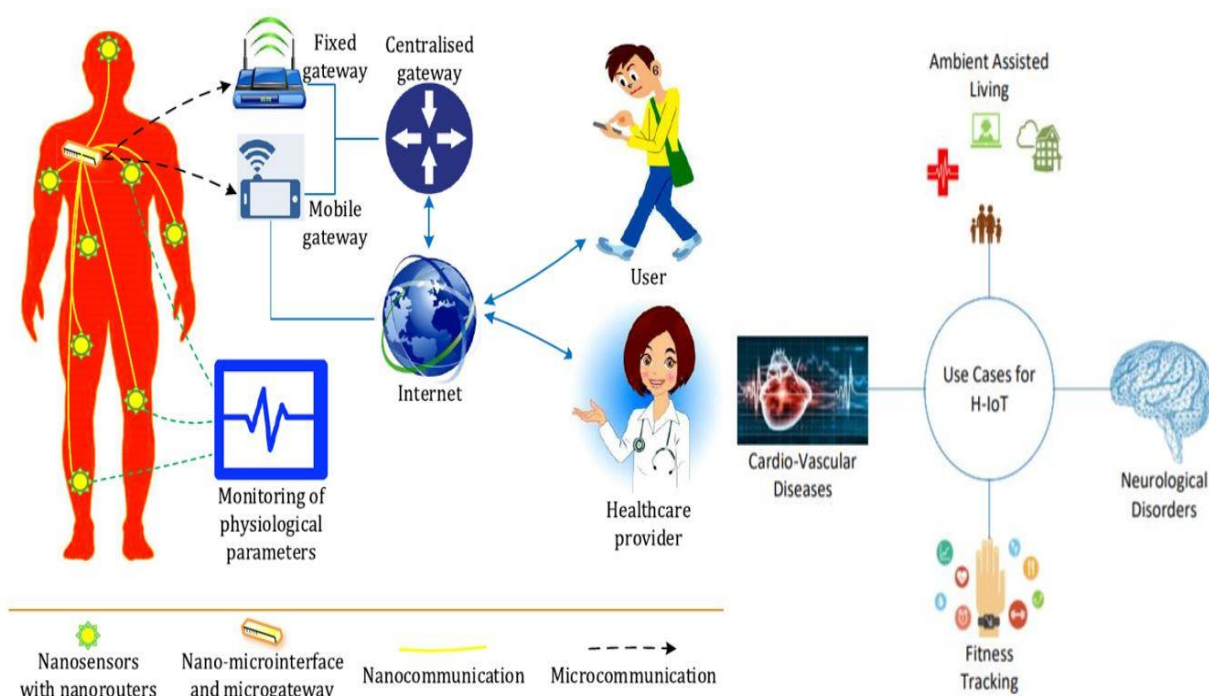 Fixed
gateway
Centralised
gateway
Mobile
gateway
Internet
User
Healthcare
provider
Monitoring of
physiological
parameters
Nanosensors
with nanorouters
Nano-microinterface
and microgateway
Nanocommunication
Microcommunication
Ambient Assisted
Living
Use Cases for
H-IoT
Cardio-Vascular
Diseases
Neurological
Disorders
Fitness
Tracking